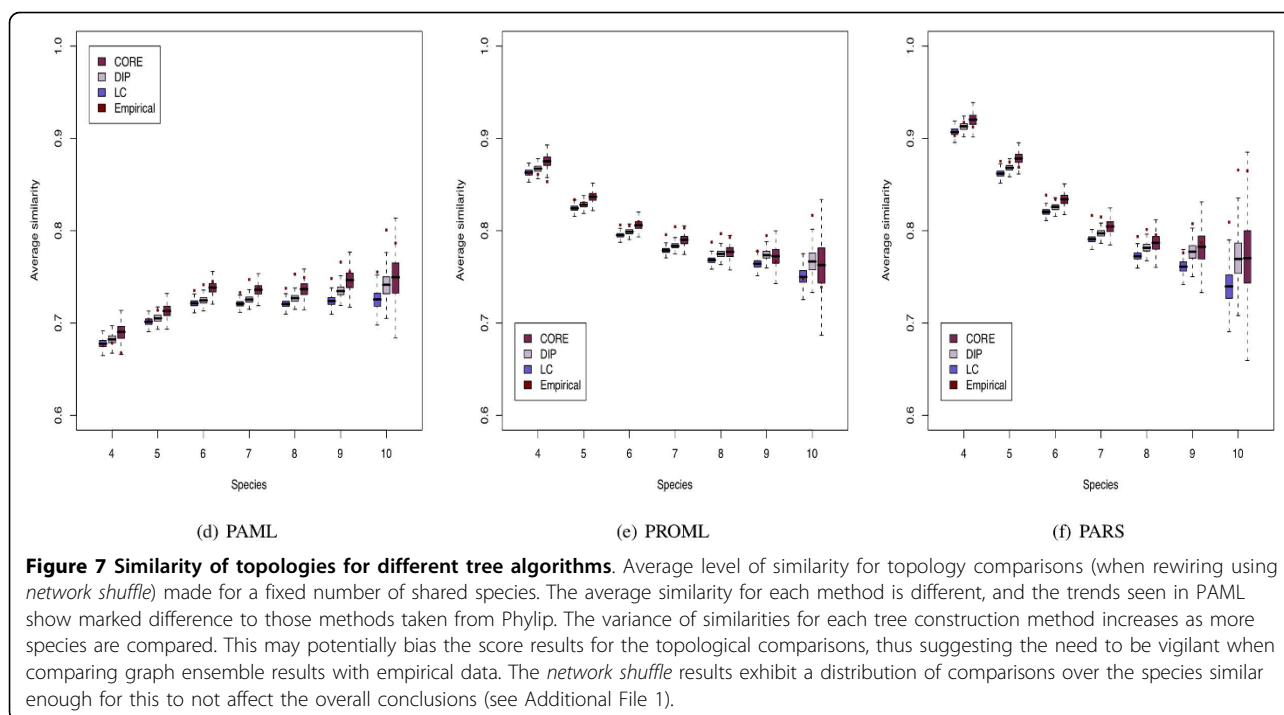 CORE
DIP
LC
Empirical
Average similarity
1.0
0.9
0.8
0.7
0.6
4 5 6 7 8 9 10
Species
(d) PAML
CORE
DIP
LC
Empirical
Average similarity
1.0
0.9
0.8
0.7
0.6
4 5 6 7 8 9 10
Species
(e) PROML
CORE
DIP
LC
Empirical
Average similarity
1.0
0.9
0.8
0.7
0.6
4 5 6 7 8 9 10
Species
(f) PARS
Figure 7 Similarity of topologies for different tree algorithms. Average level of similarity for topology comparisons (when rewiring using
network shuffle) made for a fixed number of shared species. The average similarity for each method is different, and the trends seen in PAML
show marked difference to those methods taken from Phylip. The variance of similarities for each tree construction method increases as more
species are compared. This may potentially bias the score results for the topological comparisons, thus suggesting the need to be vigilant when
comparing graph ensemble results with empirical data. The network shuffle results exhibit a distribution of comparisons over the species similar
enough for this to not affect the overall conclusions (see Additional File 1).